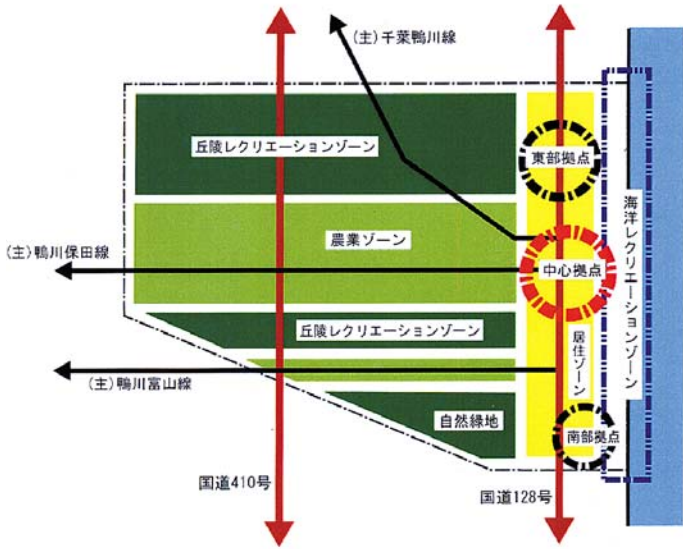 (主)千葉鴨川線
丘陵レクリエーションゾーン
東部拠点
海洋レクリエーションゾーン
農業ゾーン
(主)鴨川保田線
中心拠点
丘陵レクリエーションゾーン
居住ゾーン
(主)鴨川富山線
自然緑地
南部拠点
国道410号
国道128号